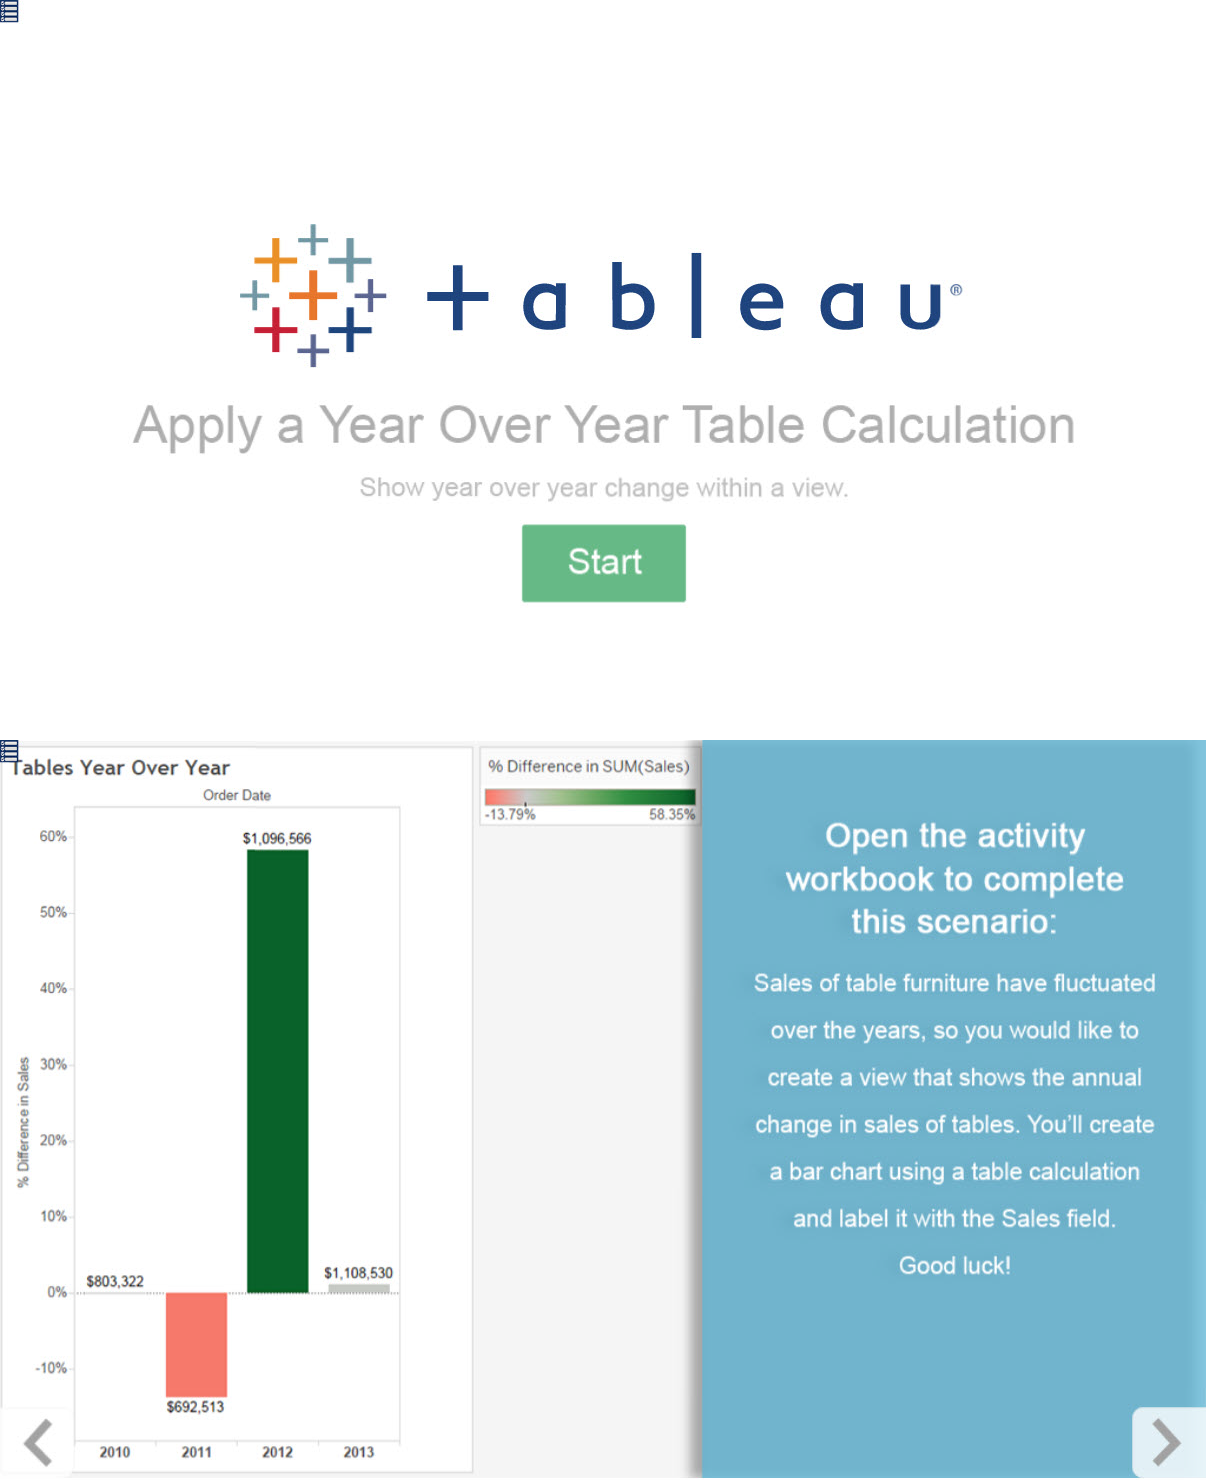 +ableau®
Apply a Year Over Year Table Calculation
Show year over year change within a view.
Start
Tables Year Over Year
Order Date
60%
50%
40%
30%
20%
10%
0%
-10%
% Difference in Sales
$803,322
$692,513
$1,096,566
$1,108,530
2010 2011 2012 2013
% Difference in SUM(Sales)
-13.79% 58.35%
Open the activity
workbook to complete
this scenario:
Sales of table furniture have fluctuated
over the years, so you would like to
create a view that shows the annual
change in sales of tables. You’ll create
a bar chart using a table calculation
and label it with the Sales field.
Good luck!